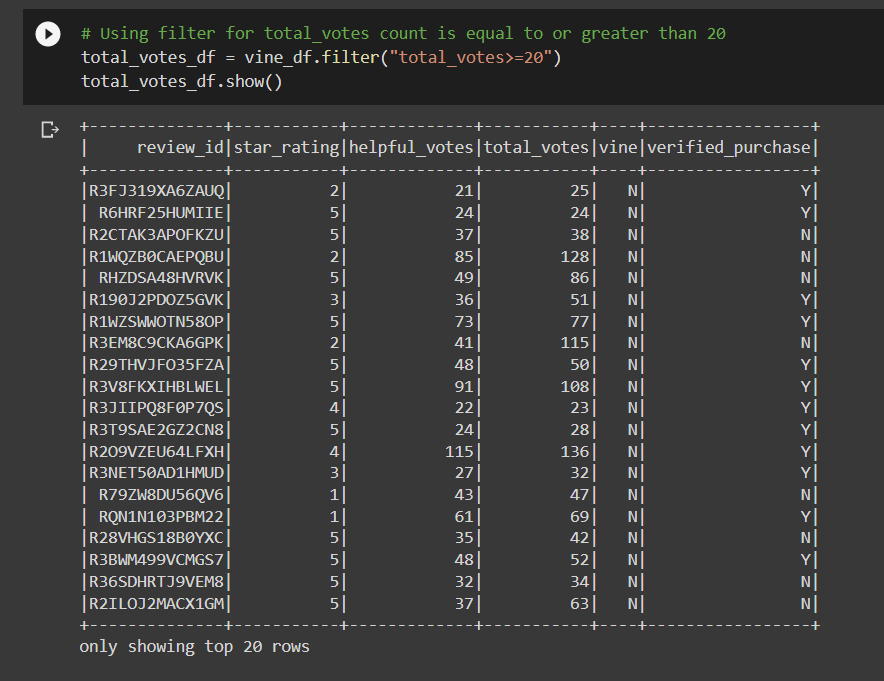 # Using filter for total_votes count is equal to or greater than 20
total_votes_df = vine_df.filter("total_votes>=20")
total_votes_df.show()
+--------------+-----------+-------------+-----------+----+-----------------+
|     review_id|star_rating|helpful_votes|total_votes|vine|verified_purchase|
+--------------+-----------+-------------+-----------+----+-----------------+
|R3FJ319XA6ZAUQ|          2|           21|         25|   N|                Y|
| R6HRF25HUMIIE|          5|           24|         24|   N|                Y|
|R2CTAK3APOFKZU|          5|           37|         38|   N|                N|
|R1WQZB0CAEPQBU|          2|           85|        128|   N|                N|
| RHZDSA48HVRVK|          5|           49|         86|   N|                N|
|R190J2PDOZ5GVK|          3|           36|         51|   N|                Y|
|R1WZSWWOTN58OP|          5|           73|         77|   N|                Y|
|R3EM8C9CKA6GPK|          2|           41|        115|   N|                N|
|R29THVJFO35FZA|          5|           48|         50|   N|                Y|
|R3V8FKXIHBLWEL|          5|           91|        108|   N|                Y|
|R3JIIPQ8F0P7QS|          4|           22|         23|   N|                Y|
|R3T9SAE2GZ2CN8|          5|           24|         28|   N|                Y|
|R2O9VZEU64LFXH|          4|          115|        136|   N|                Y|
|R3NET50AD1HMUD|          3|           27|         32|   N|                Y|
| R79ZW8DU56QV6|          1|           43|         47|   N|                N|
| RQN1N103PBM22|          1|           61|         69|   N|                Y|
|R28VHGS18B0YXC|          5|           35|         42|   N|                N|
|R3BWM499VCMGS7|          5|           48|         52|   N|                Y|
|R36SDHRTJ9VEM8|          5|           32|         34|   N|                N|
|R2ILOJ2MACX1GM|          5|           37|         63|   N|                N|
+--------------+-----------+-------------+-----------+----+-----------------+
only showing top 20 rows